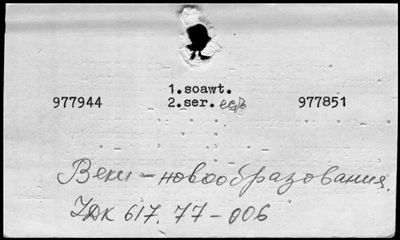 1.soawt.
977944 2.ser. 977851
Веки - новообразования.
УДК 617.77-006